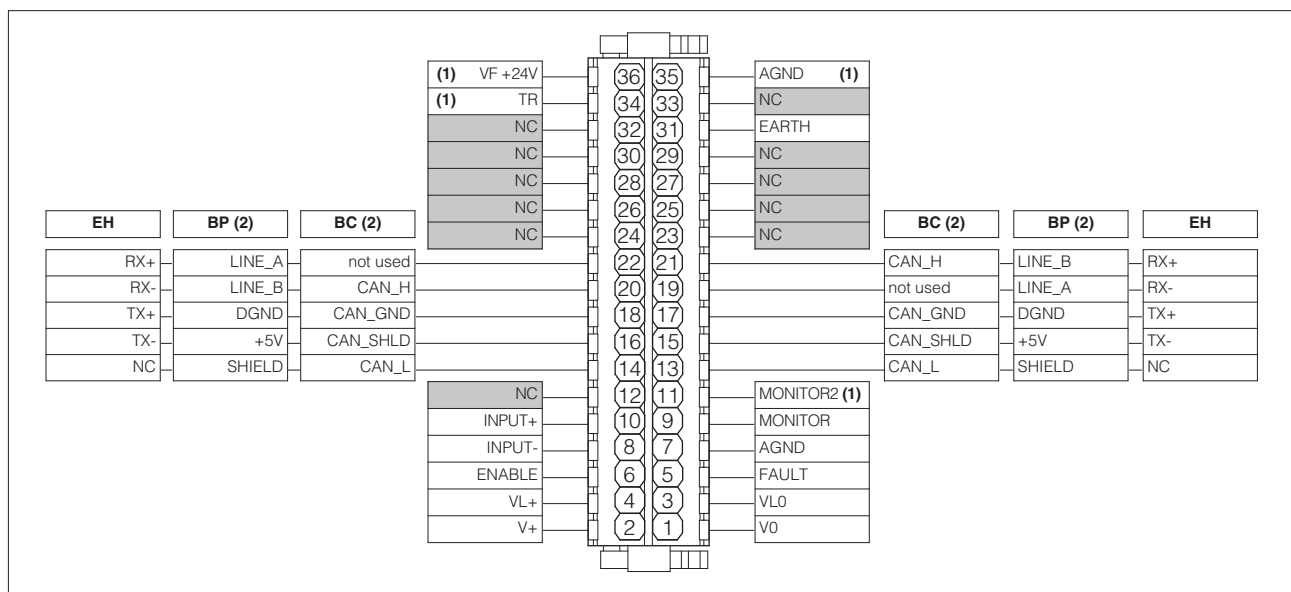 (1) VF +24V 36 35 AGND (1)
(1) TR 34 33 NC
NC 32 31 EARTH
NC 30 29 NC
NC 28 27 NC
NC 26 25 NC
NC 24 23 NC
EH BP (2) BC (2) BC (2) BP (2) EH
RX+ LINE_A not used 22 21 CAN_H LINE_B RX+
RX- LINE_B CAN_H 20 19 not used LINE_A RX-
TX+ DGND CAN_GND 18 17 CAN_GND DGND TX+
TX- +5V CAN_SHLD 16 15 CAN_SHLD +5V TX-
NC SHIELD CAN_L 14 13 CAN_L SHIELD NC
NC 12 11 MONITOR2 (1)
INPUT+ 10 9 MONITOR
INPUT- 8 7 AGND
ENABLE 6 5 FAULT
VL+ 4 3 VL0
V+ 2 1 V0